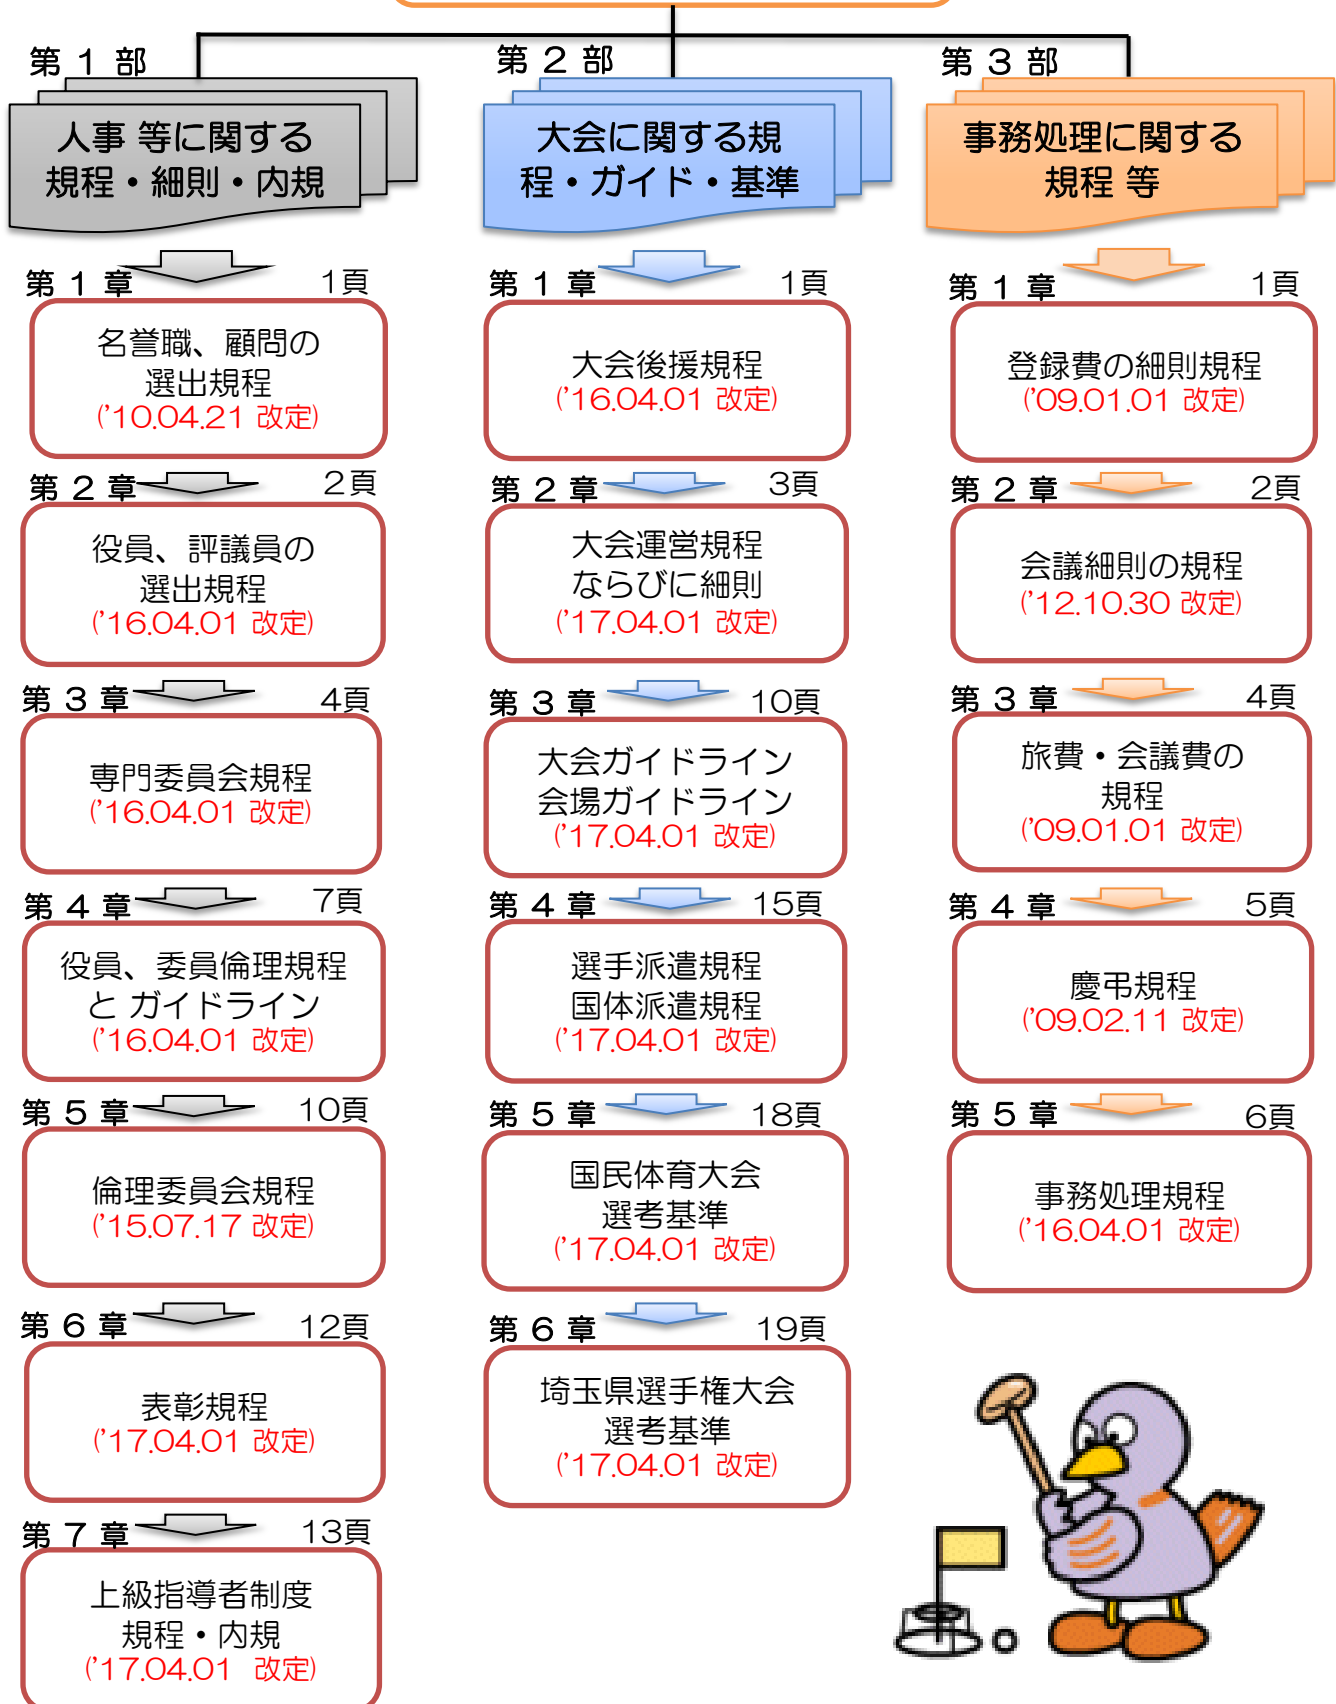 第 1 部
人事 等に関する
規程・細則・内規
第 1 章 1頁
名誉職、顧問の
選出規程
('10.04.21 改定)
第 2 章 2頁
役員、評議員の
選出規程
('16.04.01 改定)
第 3 章 4頁
専門委員会規程
('16.04.01 改定)
第 4 章 7頁
役員、委員倫理規程
と ガイドライン
('16.04.01 改定)
第 5 章 10頁
倫理委員会規程
('15.07.17 改定)
第 6 章 12頁
表彰規程
('17.04.01 改定)
第 7 章 13頁
上級指導者制度
規程・内規
('17.04.01 改定)
第 2 部
大会に関する規
程・ガイド・基準
第 1 章 1頁
大会後援規程
('16.04.01 改定)
第 2 章 3頁
大会運営規程
ならびに細則
('17.04.01 改定)
第 3 章 10頁
大会ガイドライン
会場ガイドライン
('17.04.01 改定)
第 4 章 15頁
選手派遣規程
国体派遣規程
('17.04.01 改定)
第 5 章 18頁
国民体育大会
選考基準
('17.04.01 改定)
第 6 章 19頁
埼玉県選手権大会
選考基準
('17.04.01 改定)
第 3 部
事務処理に関する
規程 等
第 1 章 1頁
登録費の細則規程
('09.01.01 改定)
第 2 章 2頁
会議細則の規程
('12.10.30 改定)
第 3 章 4頁
旅費・会議費の
規程
('09.01.01 改定)
第 4 章 5頁
慶弔規程
('09.02.11 改定)
第 5 章 6頁
事務処理規程
('16.04.01 改定)